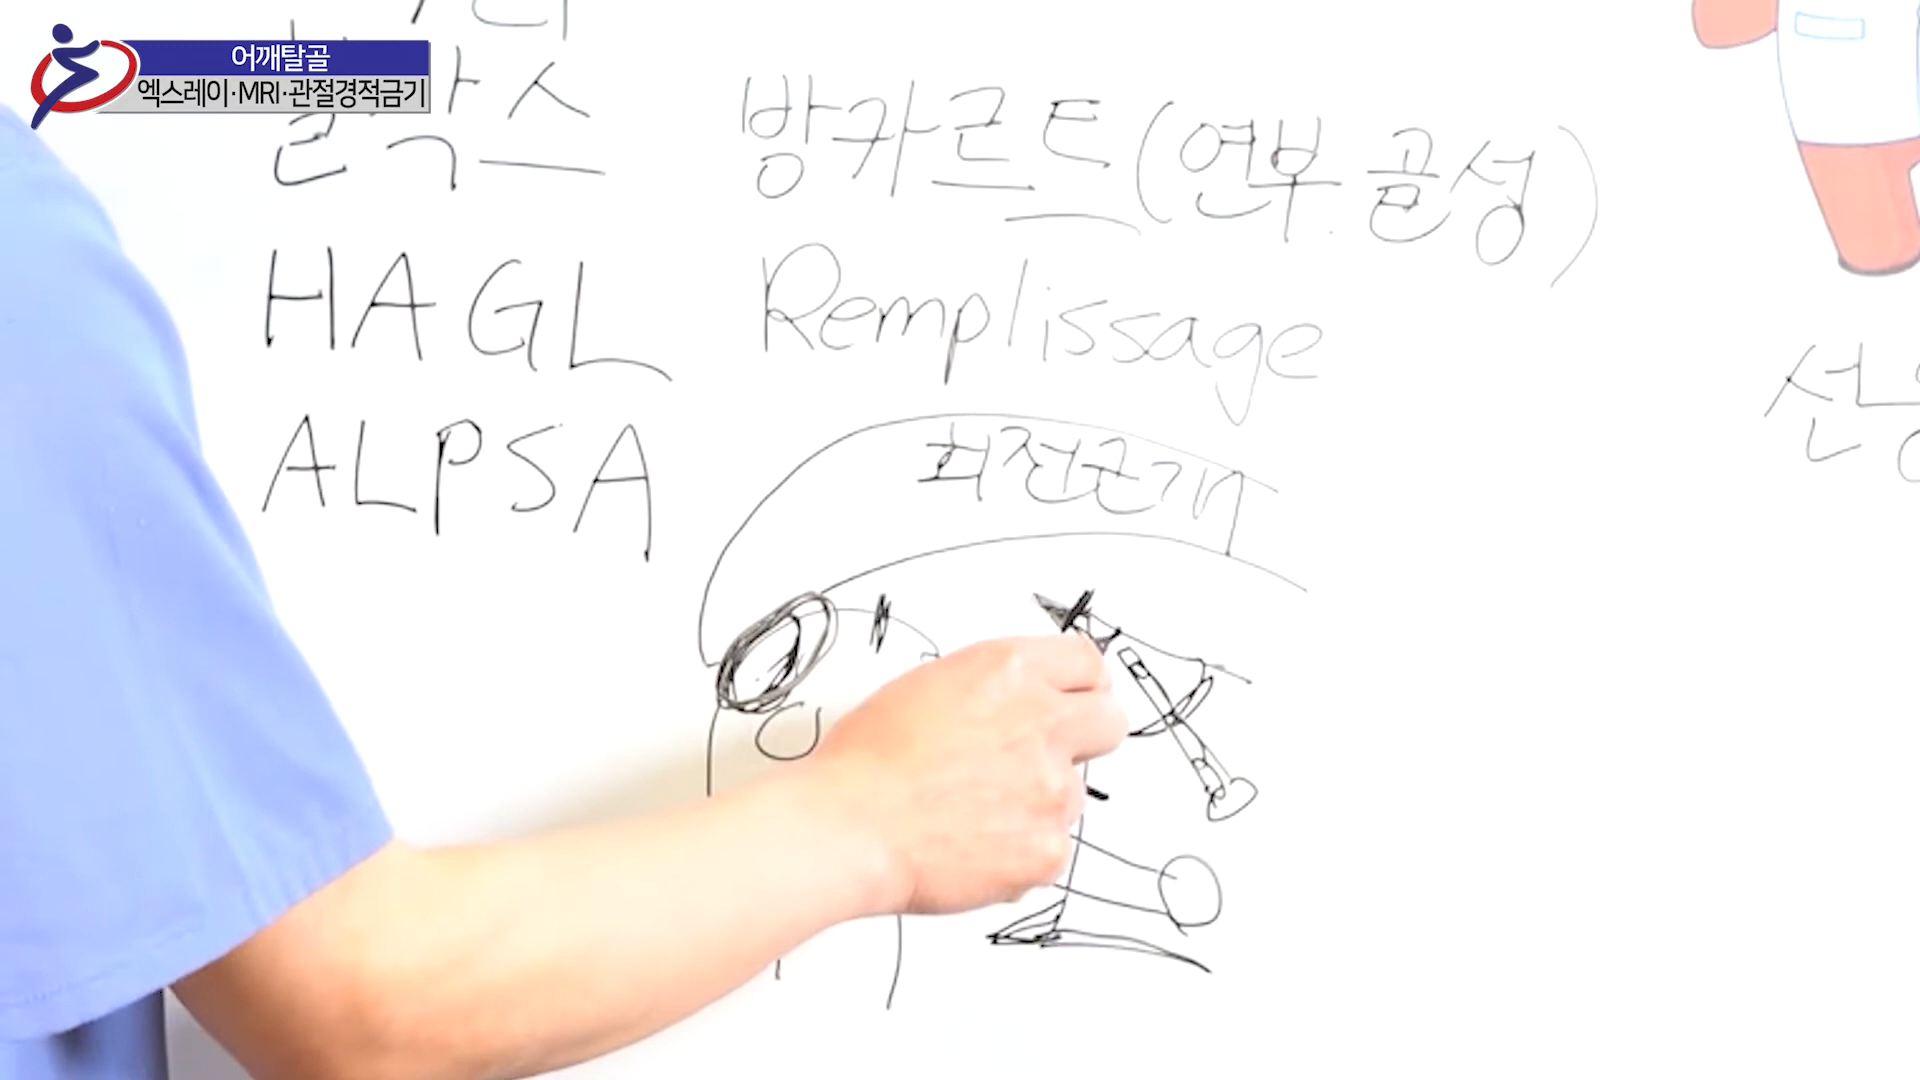 어깨탈골
엑스레이·MRI·관절경적금기
방카르트(연부.골성)
HAGL Remplissage
ALPSA
회전근개